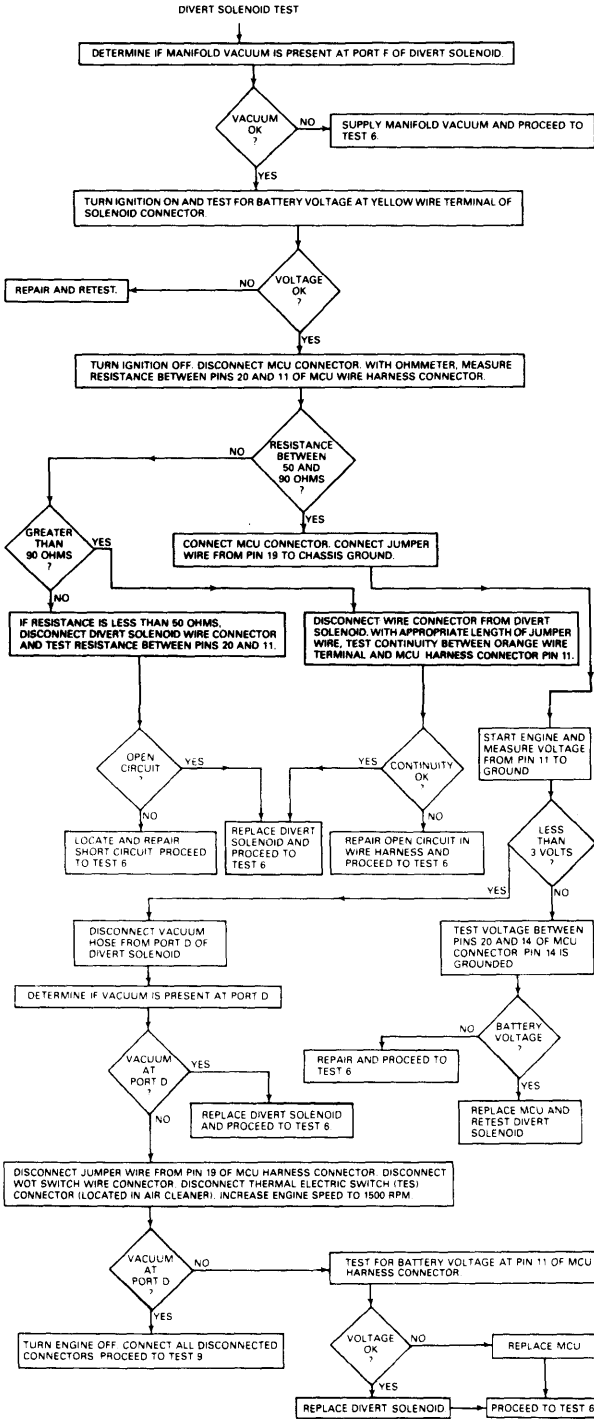 DIVERT SOLENOID TEST
DETERMINE IF MANIFOLD VACUUM IS PRESENT AT PORT F OF DIVERT SOLENOID.
VACUUM
OK
?
NO
SUPPLY MANIFOLD VACUUM AND PROCEED TO
TEST 6.
YES
TURN IGNITION ON AND TEST FOR BATTERY VOLTAGE AT YELLOW WIRE TERMINAL OF
SOLENOID CONNECTOR.
VOLTAGE
OK
?
NO
REPAIR AND RETEST.
YES
TURN IGNITION OFF. DISCONNECT MCU CONNECTOR. WITH OHMMETER, MEASURE
RESISTANCE BETWEEN PINS 20 AND 11 OF MCU WIRE HARNESS CONNECTOR.
RESISTANCE
BETWEEN
50 AND
90 OHMS
?
NO
YES
GREATER
THAN
90 OHMS
?
YES
NO
CONNECT MCU CONNECTOR. CONNECT JUMPER
WIRE FROM PIN 19 TO CHASSIS GROUND.
IF RESISTANCE IS LESS THAN 50 OHMS,
DISCONNECT DIVERT SOLENOID WIRE CONNECTOR
AND TEST RESISTANCE BETWEEN PINS 20 AND 11.
DISCONNECT WIRE CONNECTOR FROM DIVERT
SOLENOID. WITH APPROPRIATE LENGTH OF JUMPER
WIRE, TEST CONTINUITY BETWEEN ORANGE WIRE
TERMINAL AND MCU HARNESS CONNECTOR PIN 11.
START ENGINE AND
MEASURE VOLTAGE
FROM PIN 11 TO
GROUND
OPEN
CIRCUIT
?
YES
NO
YES
CONTINUITY
OK
?
NO
LOCATE AND REPAIR
SHORT CIRCUIT PROCEED
TO TEST 6
REPLACE DIVERT
SOLENOID AND
PROCEED TO
TEST 6
REPAIR OPEN CIRCUIT IN
WIRE HARNESS AND
PROCEED TO TEST 6
LESS
THAN
3 VOLTS
?
YES
NO
DISCONNECT VACUUM
HOSE FROM PORT D OF
DIVERT SOLENOID
TEST VOLTAGE BETWEEN
PINS 20 AND 14 OF MCU
CONNECTOR PIN 14 IS
GROUNDED
DETERMINE IF VACUUM IS PRESENT AT PORT D
BATTERY
VOLTAGE
?
NO
REPAIR AND PROCEED TO
TEST 6
YES
REPLACE MCU AND
RETEST DIVERT
SOLENOID
VACUUM
AT
PORT D
?
YES
REPLACE DIVERT SOLENOID
AND PROCEED TO TEST 6
NO
DISCONNECT JUMPER WIRE FROM PIN 19 OF MCU HARNESS CONNECTOR. DISCONNECT
WOT SWITCH WIRE CONNECTOR. DISCONNECT THERMAL ELECTRIC SWITCH (TES)
CONNECTOR (LOCATED IN AIR CLEANER). INCREASE ENGINE SPEED TO 1500 RPM.
VACUUM
AT
PORT D
?
NO
TEST FOR BATTERY VOLTAGE AT PIN 11 OF MCU
HARNESS CONNECTOR
YES
TURN ENGINE OFF. CONNECT ALL DISCONNECTED
CONNECTORS PROCEED TO TEST 9
VOLTAGE
OK
?
NO
REPLACE MCU
YES
REPLACE DIVERT SOLENOID
PROCEED TO TEST 6